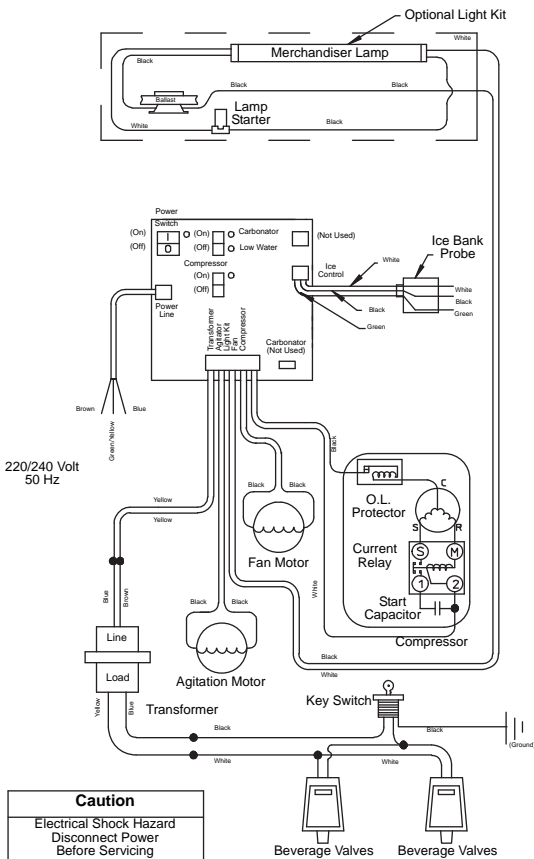 Optional Light Kit
White
Merchandiser Lamp
Black
Black
Black
Ballast
Lamp
Starter
White
Black
Power
Switch
(On)
(Off)
I
O
(On)
(Off)
Carbonator
Low Water
(Not Used)
Compressor
(On)
(Off)
Ice
Control
Ice Bank
Probe
White
White
Black
Green
Black
Green
Power
Line
Transformer
Agitator
Light Kit
Fan
Compressor
Carbonator
(Not Used)
Brown
Green/Yellow
Blue
220/240 Volt
50 Hz
Black
Yellow
Yellow
Black
Black
Fan Motor
White
O.L.
Protector
C
S
R
S
M
Current
Relay
1
2
Start
Capacitor
Compressor
Blue
Brown
Black
Black
Agitation Motor
Black
White
Line
Load
Transformer
Yellow
Blue
Key Switch
Black
Black
(Ground)
White
White
Caution
Electrical Shock Hazard
Disconnect Power
Before Servicing
Beverage Valves
Beverage Valves